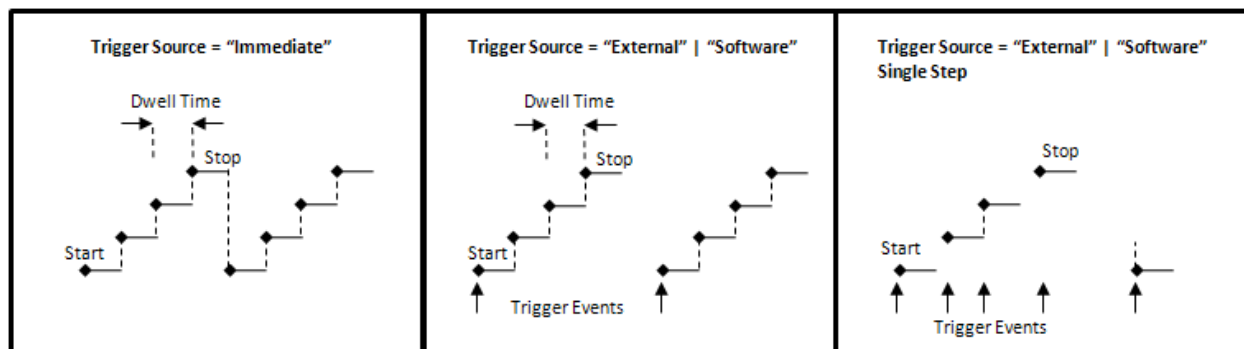 Trigger Source = “Immediate”
Dwell Time
Stop
Start
Trigger Source = “External” | “Software”
Dwell Time
Stop
Start
Trigger Events
Trigger Source = “External” | “Software”
Single Step
Stop
Start
Trigger Events